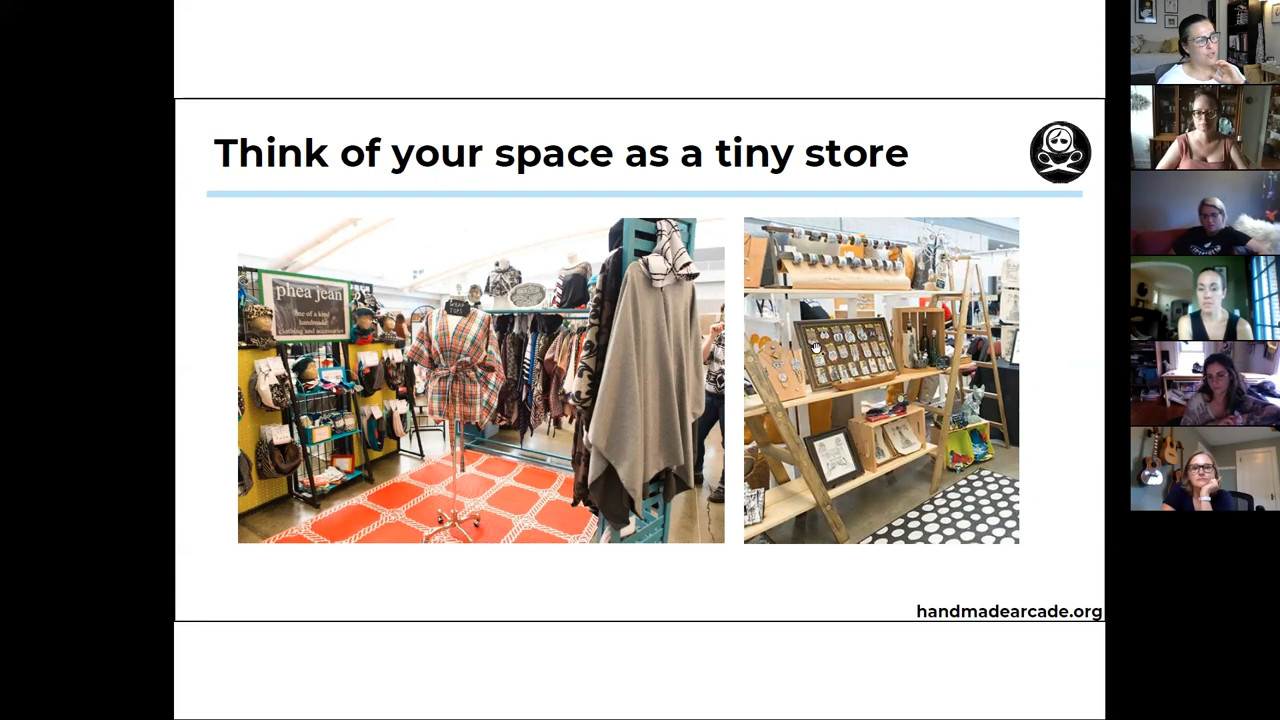 Think of your space as a tiny store
phea jean
one of a kind
handmade
clothing and accessories
handmadearcade.org